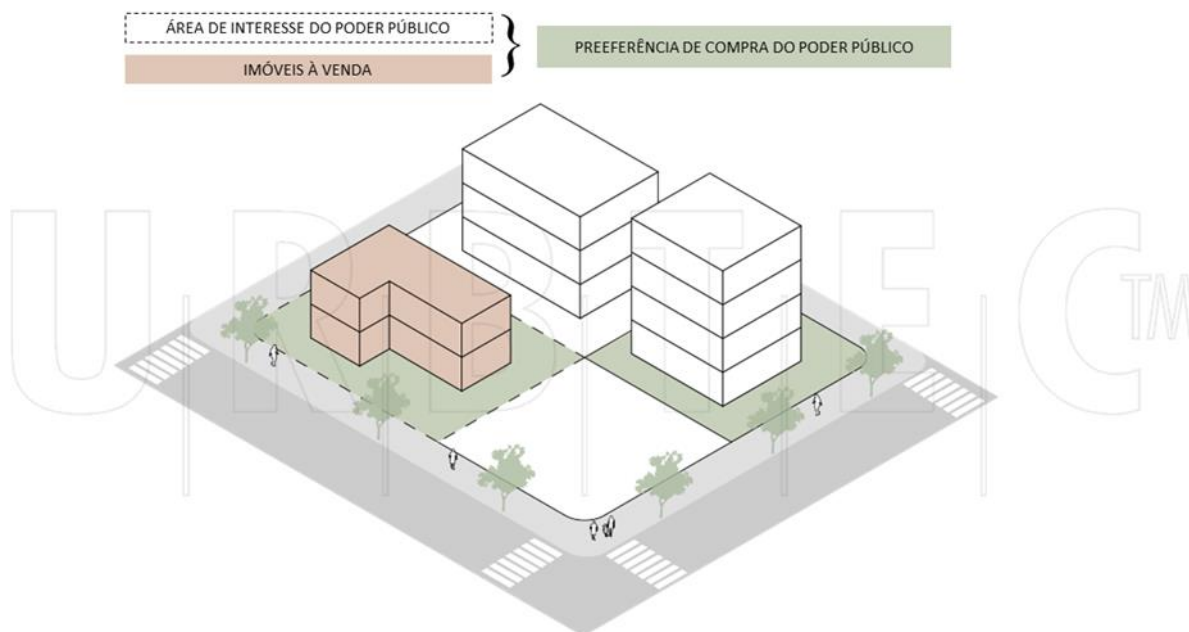 ÁREA DE INTERESSE DO PODER PÚBLICO
IMÓVEIS À VENDA
PREEFERÊNCIA DE COMPRA DO PODER PÚBLICO
URBTEC™